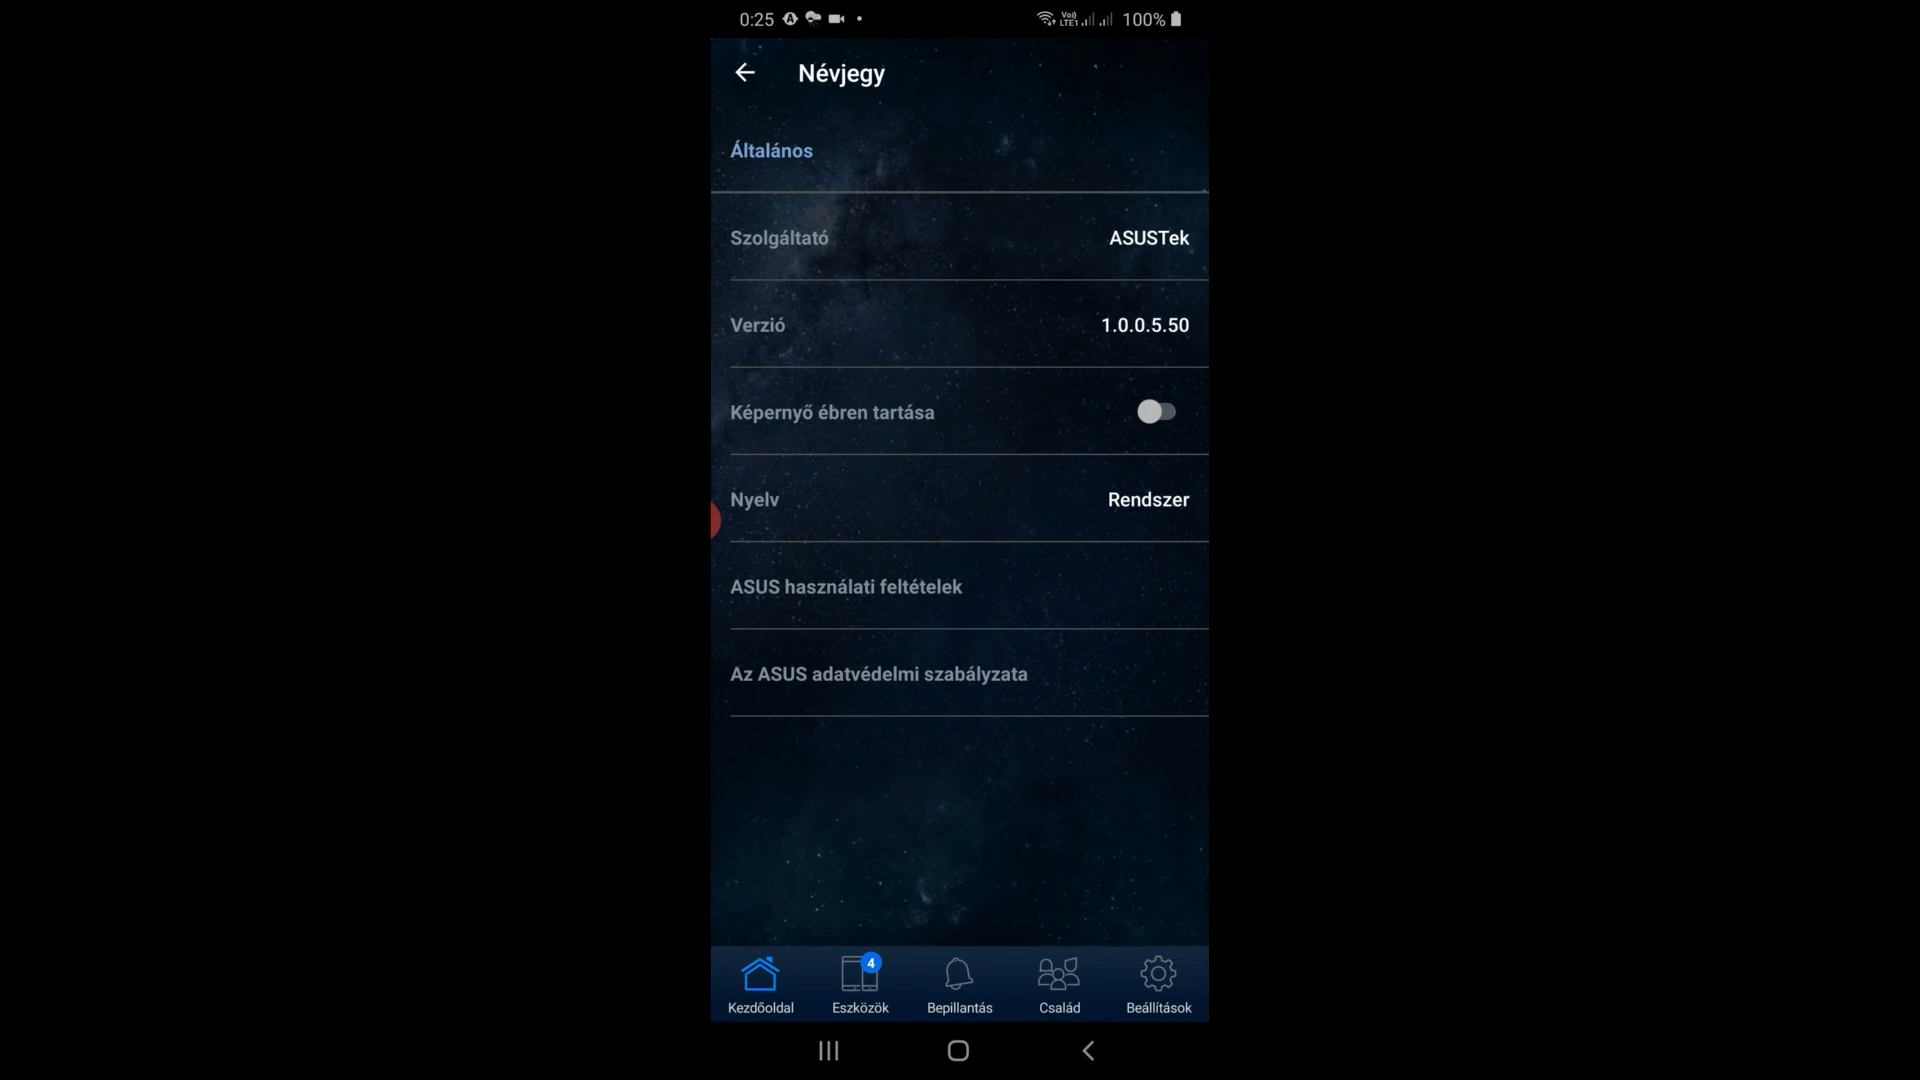 0:25 100%
Névjegy
Általános
Szolgáltató ASUSTek
Verzió 1.0.0.5.50
Képernyő ébren tartása
Nyelv Rendszer
ASUS használati feltételek
Az ASUS adatvédelmi szabályzata
4
Kezdőoldal Eszközök Bepillantás Család Beállítások